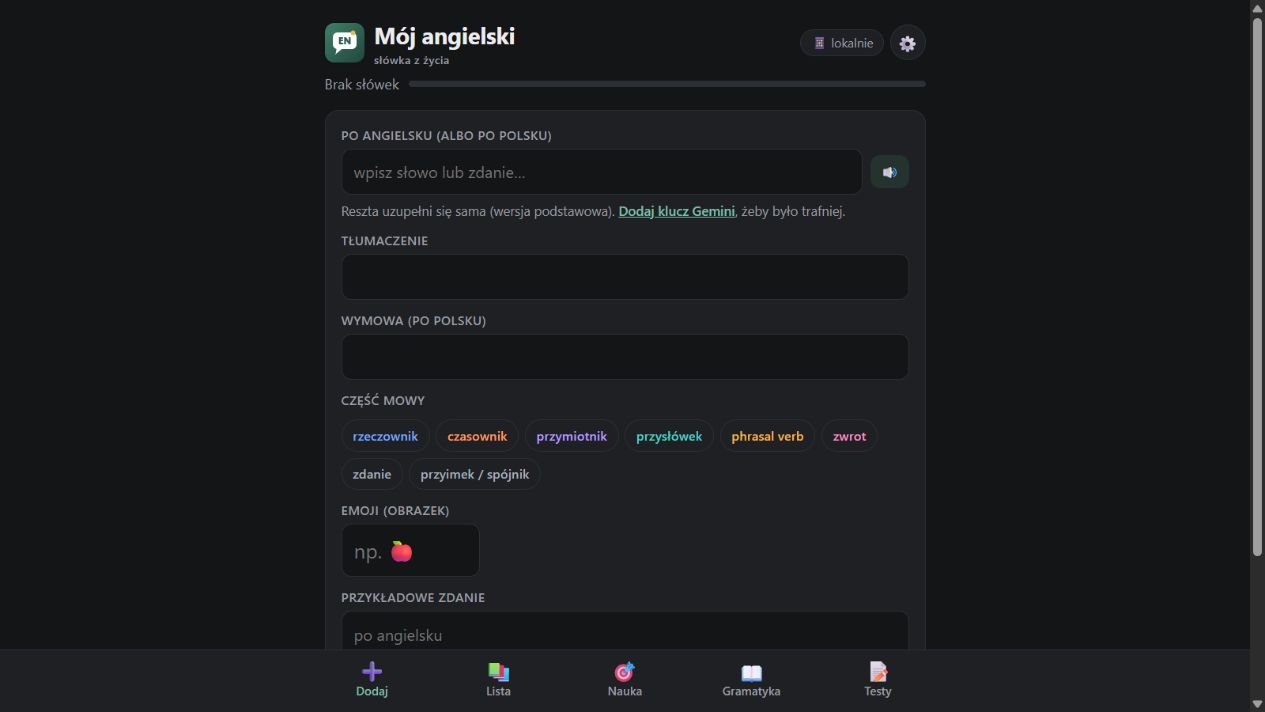 EN
Mój angielski
słówka z życia
lokalnie
Brak słówek
PO ANGIELSKU (ALBO PO POLSKU)
wpisz słowo lub zdanie...
Reszta uzupełni się sama (wersja podstawowa). Dodaj klucz Gemini, żeby było trafniej.
TŁUMACZENIE
WYMOWA (PO POLSKU)
CZĘŚĆ MOWY
rzeczownik czasownik przymiotnik przysłówek phrasal verb zwrot
zdanie przyimek / spójnik
EMOJI (OBRAZEK)
np. 🍎
PRZYKŁADOWE ZDANIE
po angielsku
Dodaj Lista Nauka Gramatyka Testy